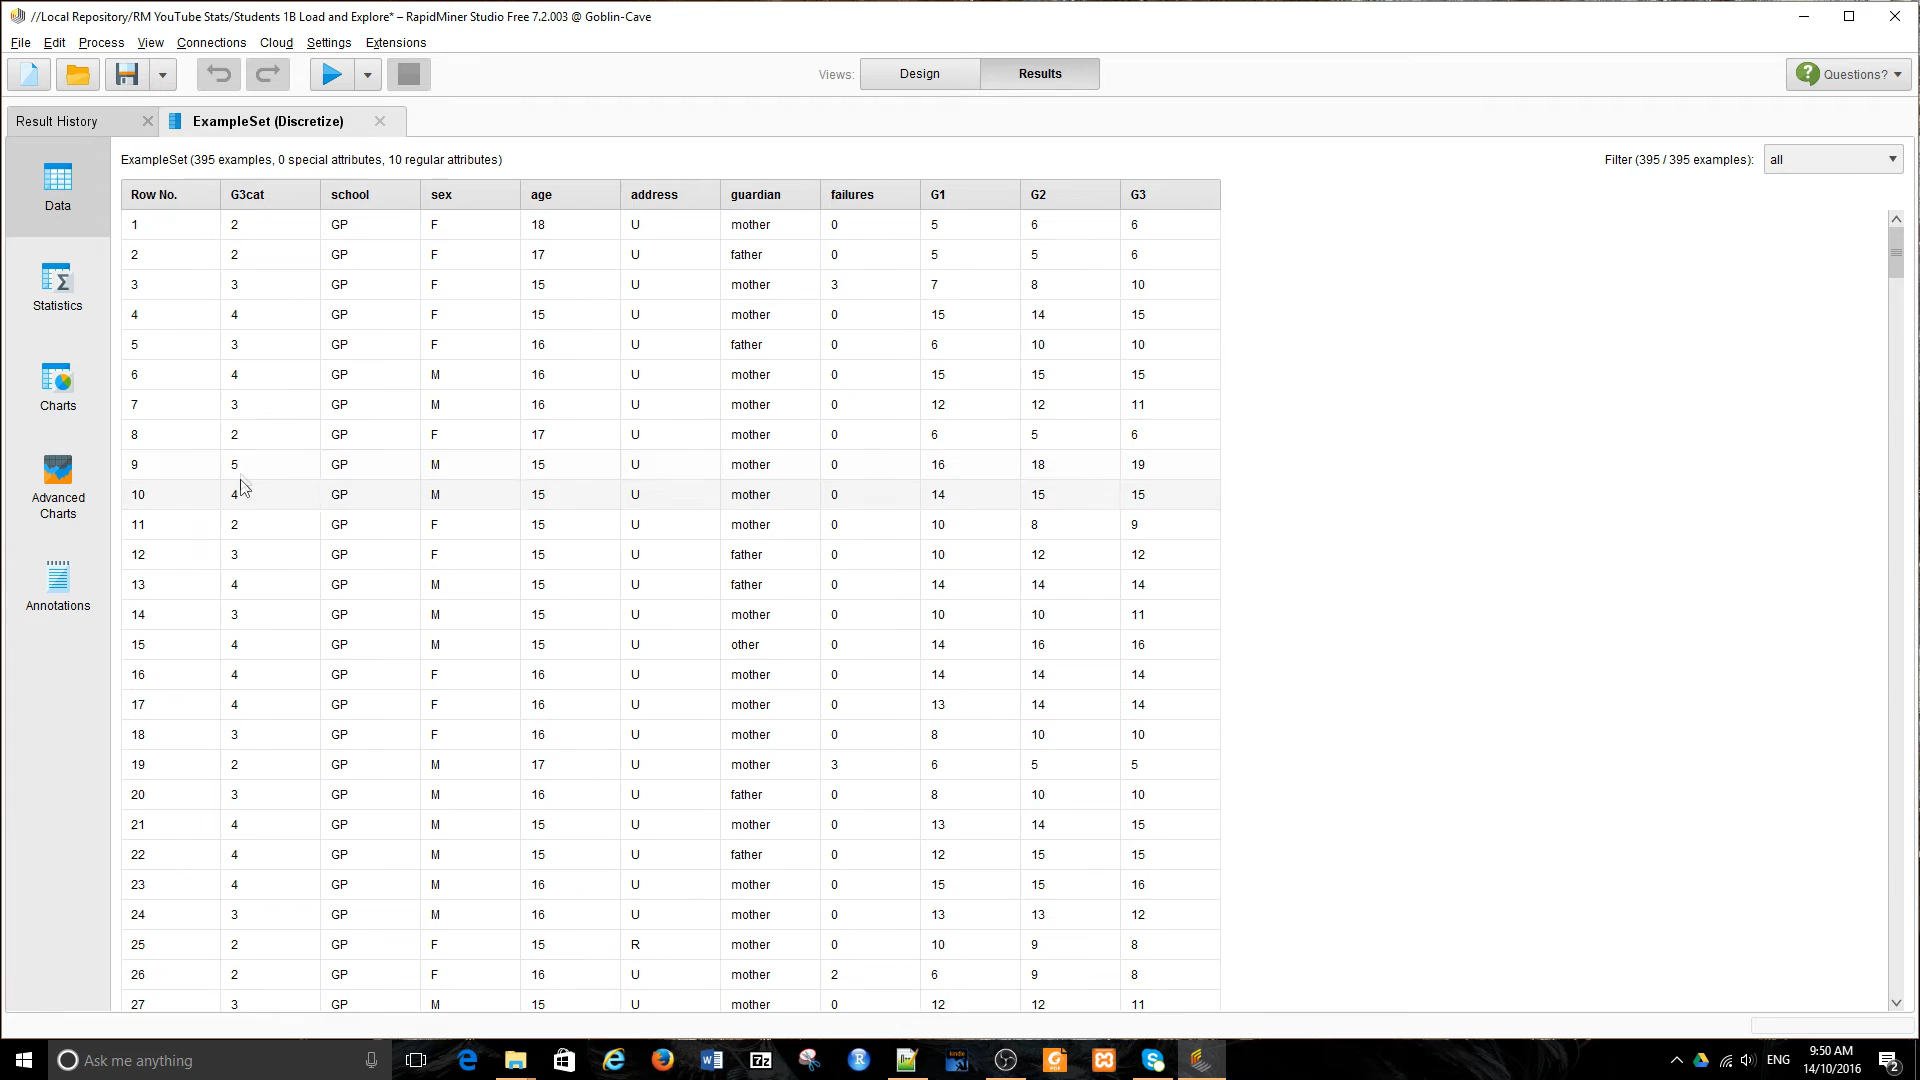 //Local Repository/RM YouTube Stats/Students 1B Load and Explore* – RapidMiner Studio Free 7.2.003 @ Goblin-Cave
File Edit Process View Connections Cloud Settings Extensions
Views: Design Results Questions?
Result History ExampleSet (Discretize)
ExampleSet (395 examples, 0 special attributes, 10 regular attributes) Filter (395 / 395 examples): all
Data
Statistics
Charts
Advanced
Charts
Annotations
Row No. G3cat school sex age address guardian failures G1 G2 G3
1 2 GP F 18 U mother 0 5 6 6
2 2 GP F 17 U father 0 5 5 6
3 3 GP F 15 U mother 3 7 8 10
4 4 GP F 15 U mother 0 15 14 15
5 3 GP F 16 U father 0 6 10 10
6 4 GP M 16 U mother 0 15 15 15
7 3 GP M 16 U mother 0 12 12 11
8 2 GP F 17 U mother 0 6 5 6
9 5 GP M 15 U mother 0 16 18 19
10 4 GP M 15 U mother 0 14 15 15
11 2 GP F 15 U mother 0 10 8 9
12 3 GP F 15 U father 0 10 12 12
13 4 GP M 15 U father 0 14 14 14
14 3 GP M 15 U mother 0 10 10 11
15 4 GP M 15 U other 0 14 16 16
16 4 GP F 16 U mother 0 14 14 14
17 4 GP F 16 U mother 0 13 14 14
18 3 GP F 16 U mother 0 8 10 10
19 2 GP M 17 U mother 3 6 5 5
20 3 GP M 16 U father 0 8 10 10
21 4 GP M 15 U mother 0 13 14 15
22 4 GP M 15 U father 0 12 15 15
23 4 GP M 16 U mother 0 15 15 16
24 3 GP M 16 U mother 0 13 13 12
25 2 GP F 15 R mother 0 10 9 8
26 2 GP F 16 U mother 2 6 9 8
27 3 GP M 15 U mother 0 12 12 11
Ask me anything
7z
R
kindle
ENG
9:50 AM
14/10/2016
2